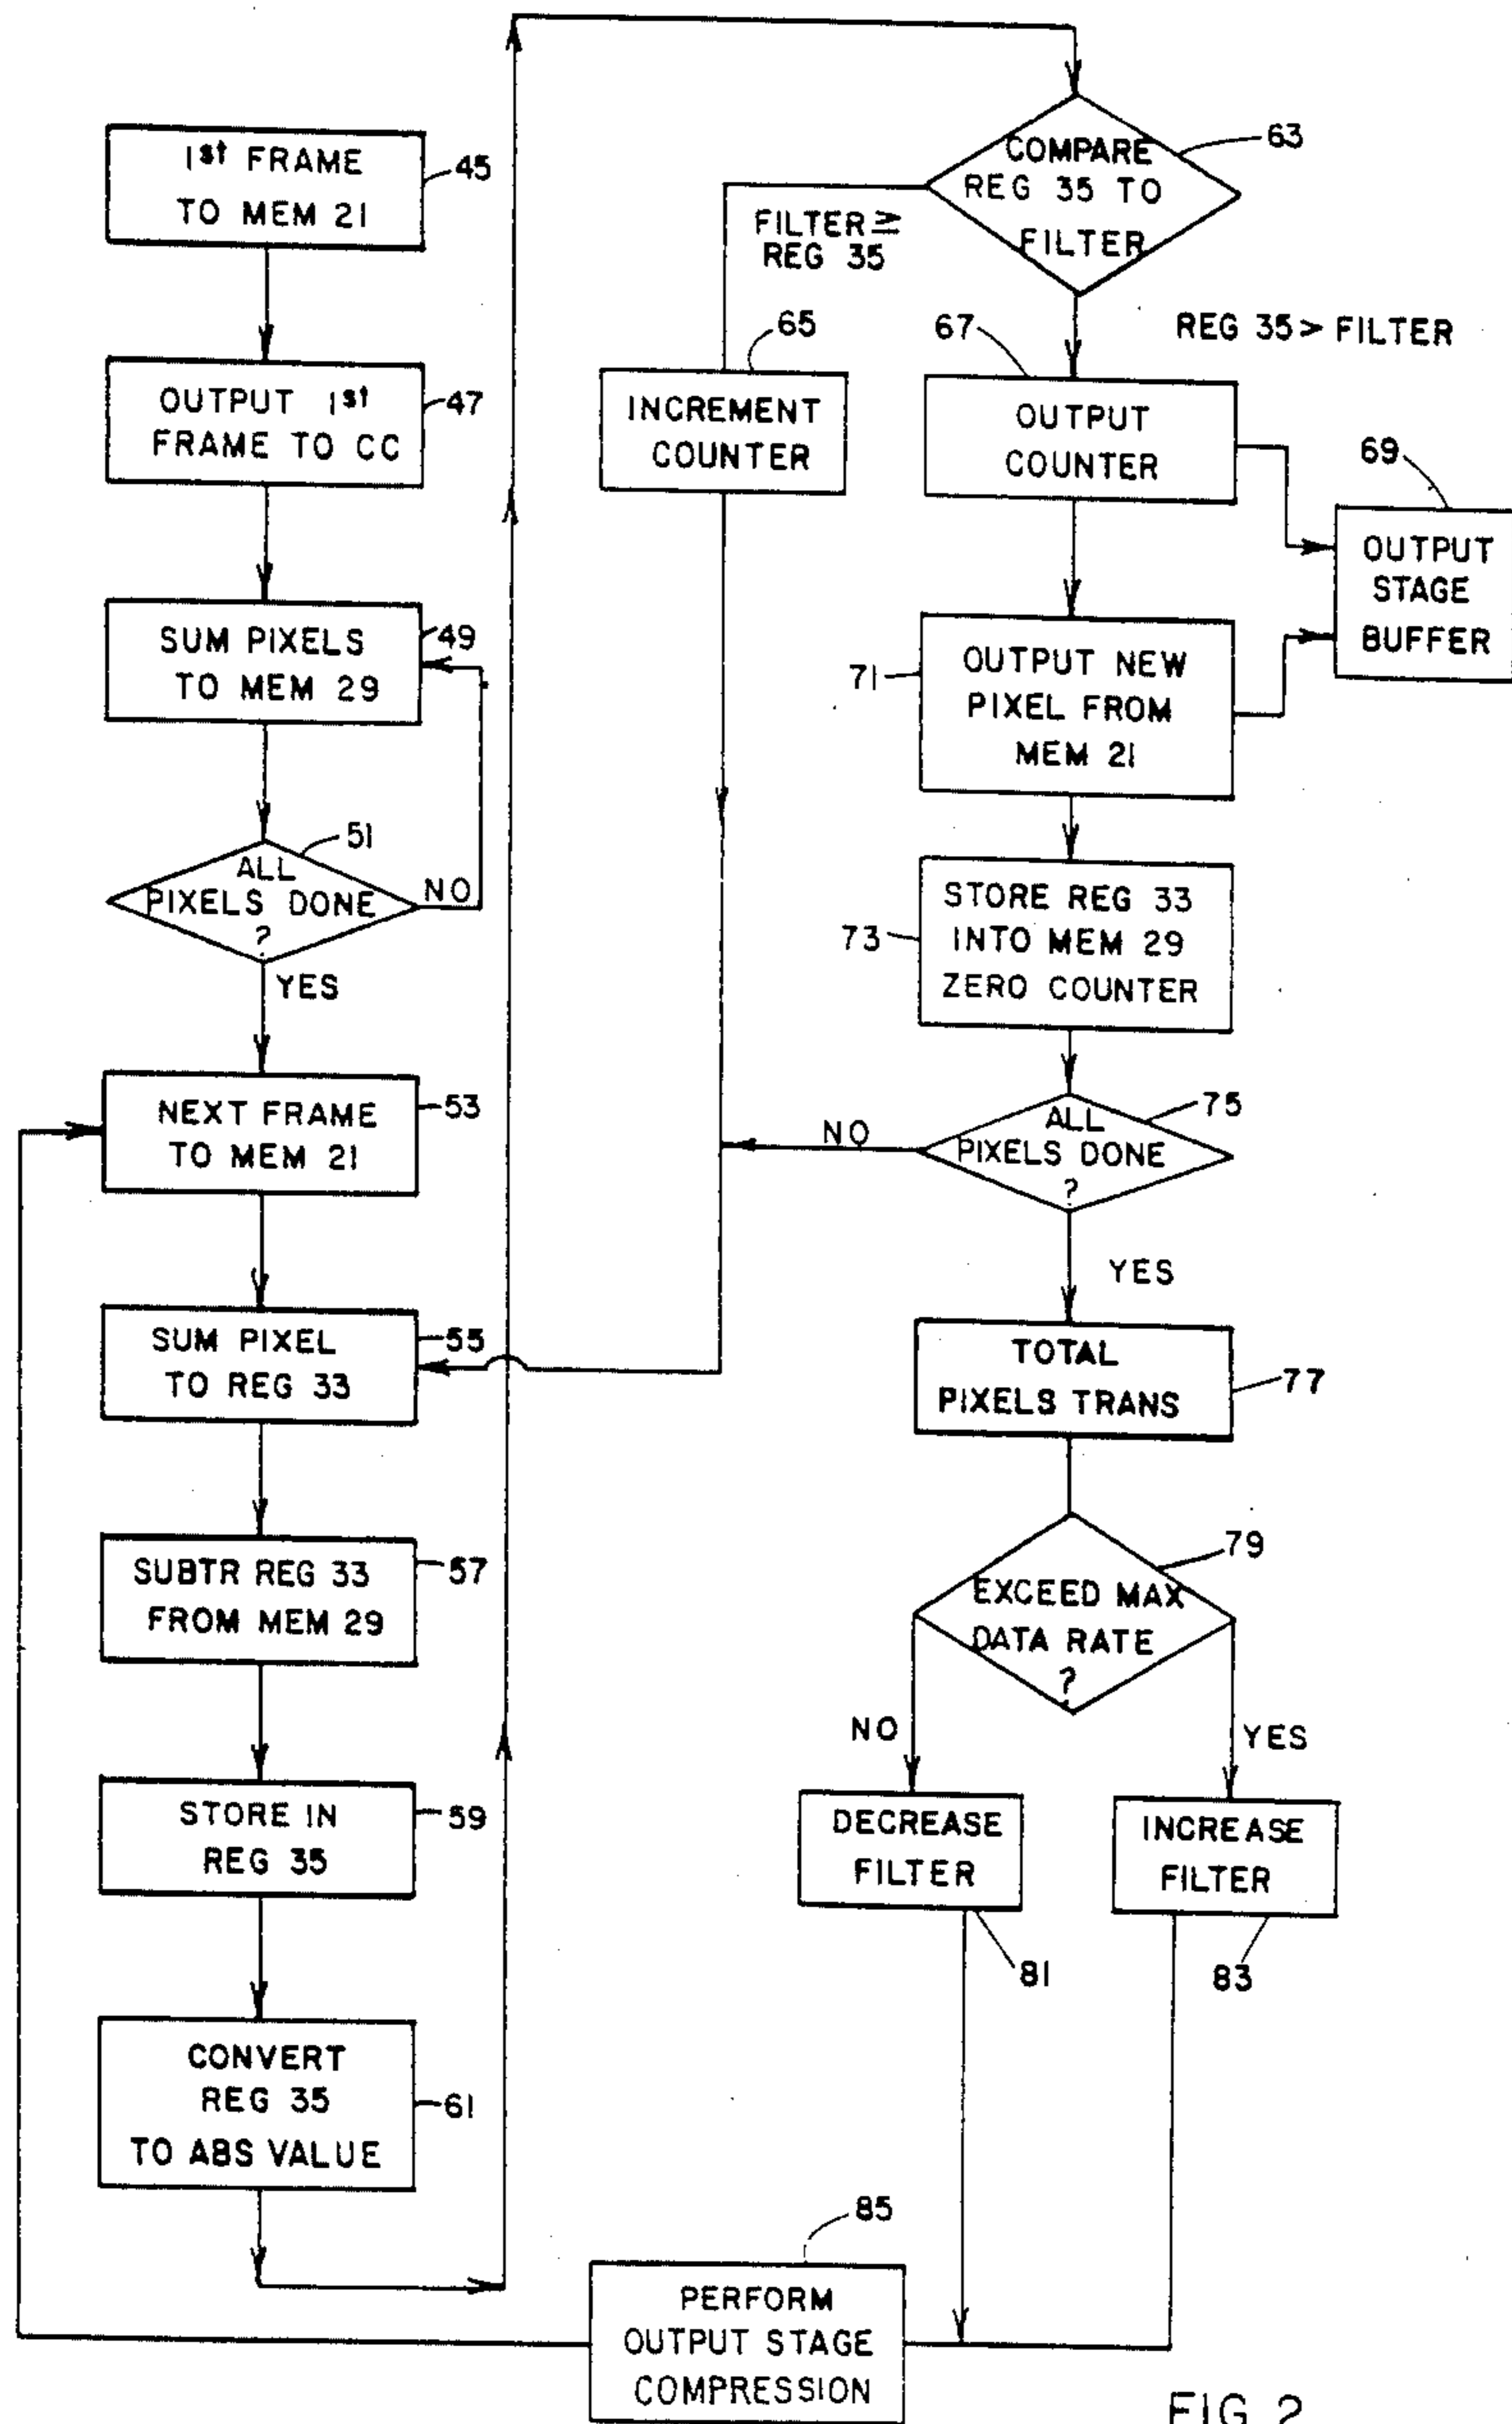 1st FRAME
TO MEM 21
45
OUTPUT 1st
FRAME TO CC
47
SUM PIXELS
TO MEM 29
49
51
ALL
PIXELS DONE
?
NO
YES
NEXT FRAME
TO MEM 21
53
SUM PIXEL
TO REG 33
55
SUBTR REG 33
FROM MEM 29
57
STORE IN
REG 35
59
CONVERT
REG 35
TO ABS VALUE
61
COMPARE
REG 35 TO
FILTER
63
FILTER ≥
REG 35
REG 35 > FILTER
65
INCREMENT
COUNTER
67
OUTPUT
COUNTER
69
OUTPUT
STAGE
BUFFER
71
OUTPUT NEW
PIXEL FROM
MEM 21
73
STORE REG 33
INTO MEM 29
ZERO COUNTER
75
ALL
PIXELS DONE
?
NO
YES
TOTAL
PIXELS TRANS
77
79
EXCEED MAX
DATA RATE
?
NO
YES
DECREASE
FILTER
81
INCREASE
FILTER
83
85
PERFORM
OUTPUT STAGE
COMPRESSION
FIG 2